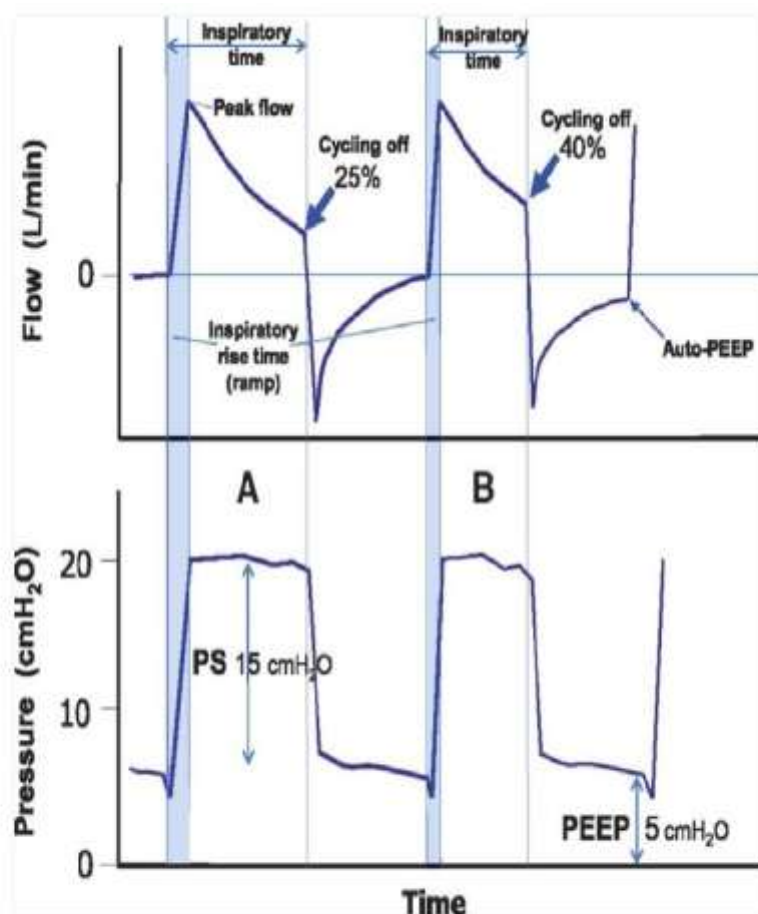 Inspiratory
time
Inspiratory
time
Peak flow
Cycling off
25%
Cycling off
40%
Flow (L/min)
0
Inspiratory
rise time
(ramp)
Auto-PEEP
A
B
Pressure (cmH₂O)
20
PS 15 cmH₂O
10
PEEP 5 cmH₂O
0
Time